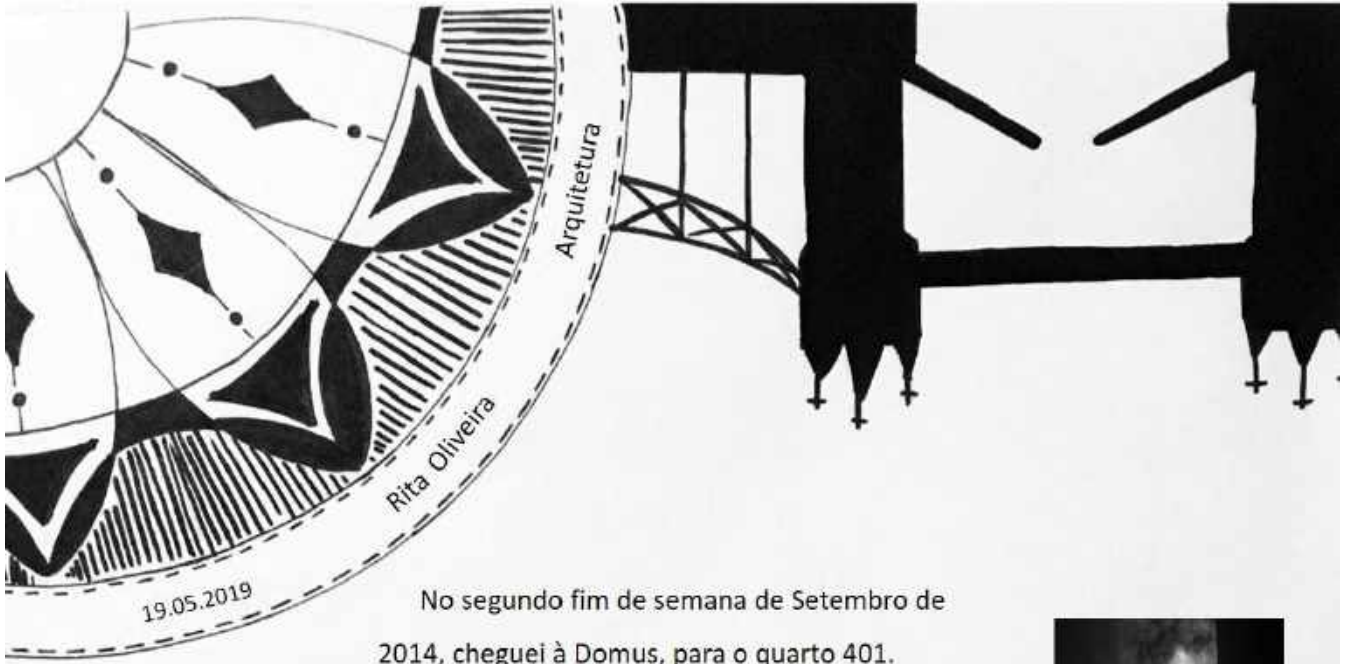 Arquitetura
Rita Oliveira
19.05.2019
No segundo fim de semana de Setembro de
2014, cheguei à Domus, para o quarto 401.